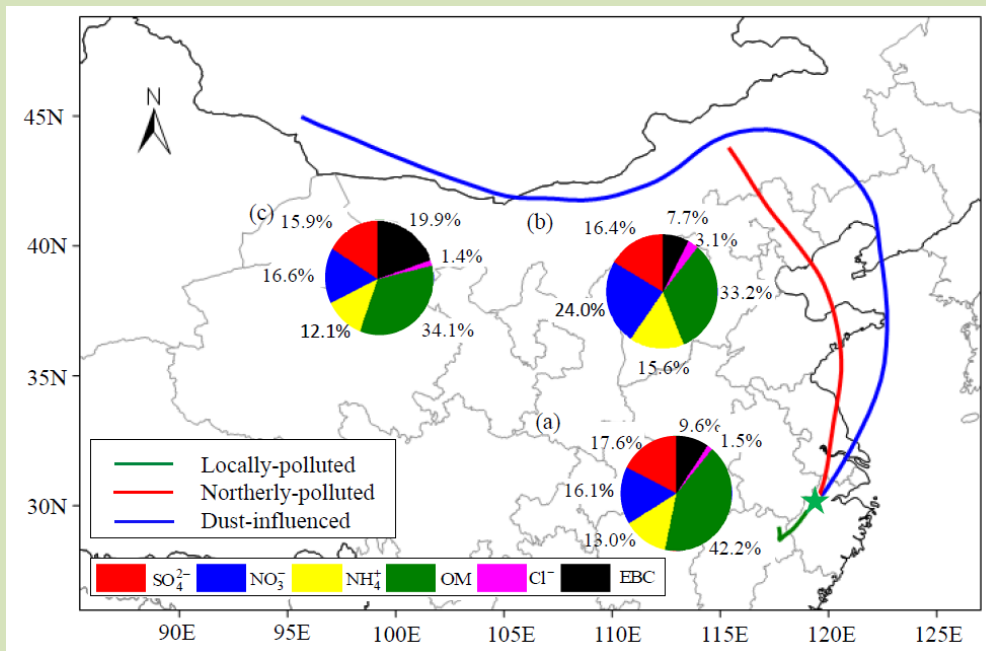 N
45N
40N
35N
30N
(c)
15.9%
19.9%
1.4%
16.6%
12.1%
34.1%
(b)
16.4%
7.7%
3.1%
24.0%
33.2%
15.6%
(a)
17.6%
9.6%
1.5%
16.1%
13.0%
42.2%
Locally-polluted
Northerly-polluted
Dust-influenced
SO₄²⁻ NO₃⁻ NH₄⁺ OM Cl⁻ EBC
90E 95E 100E 105E 110E 115E 120E 125E